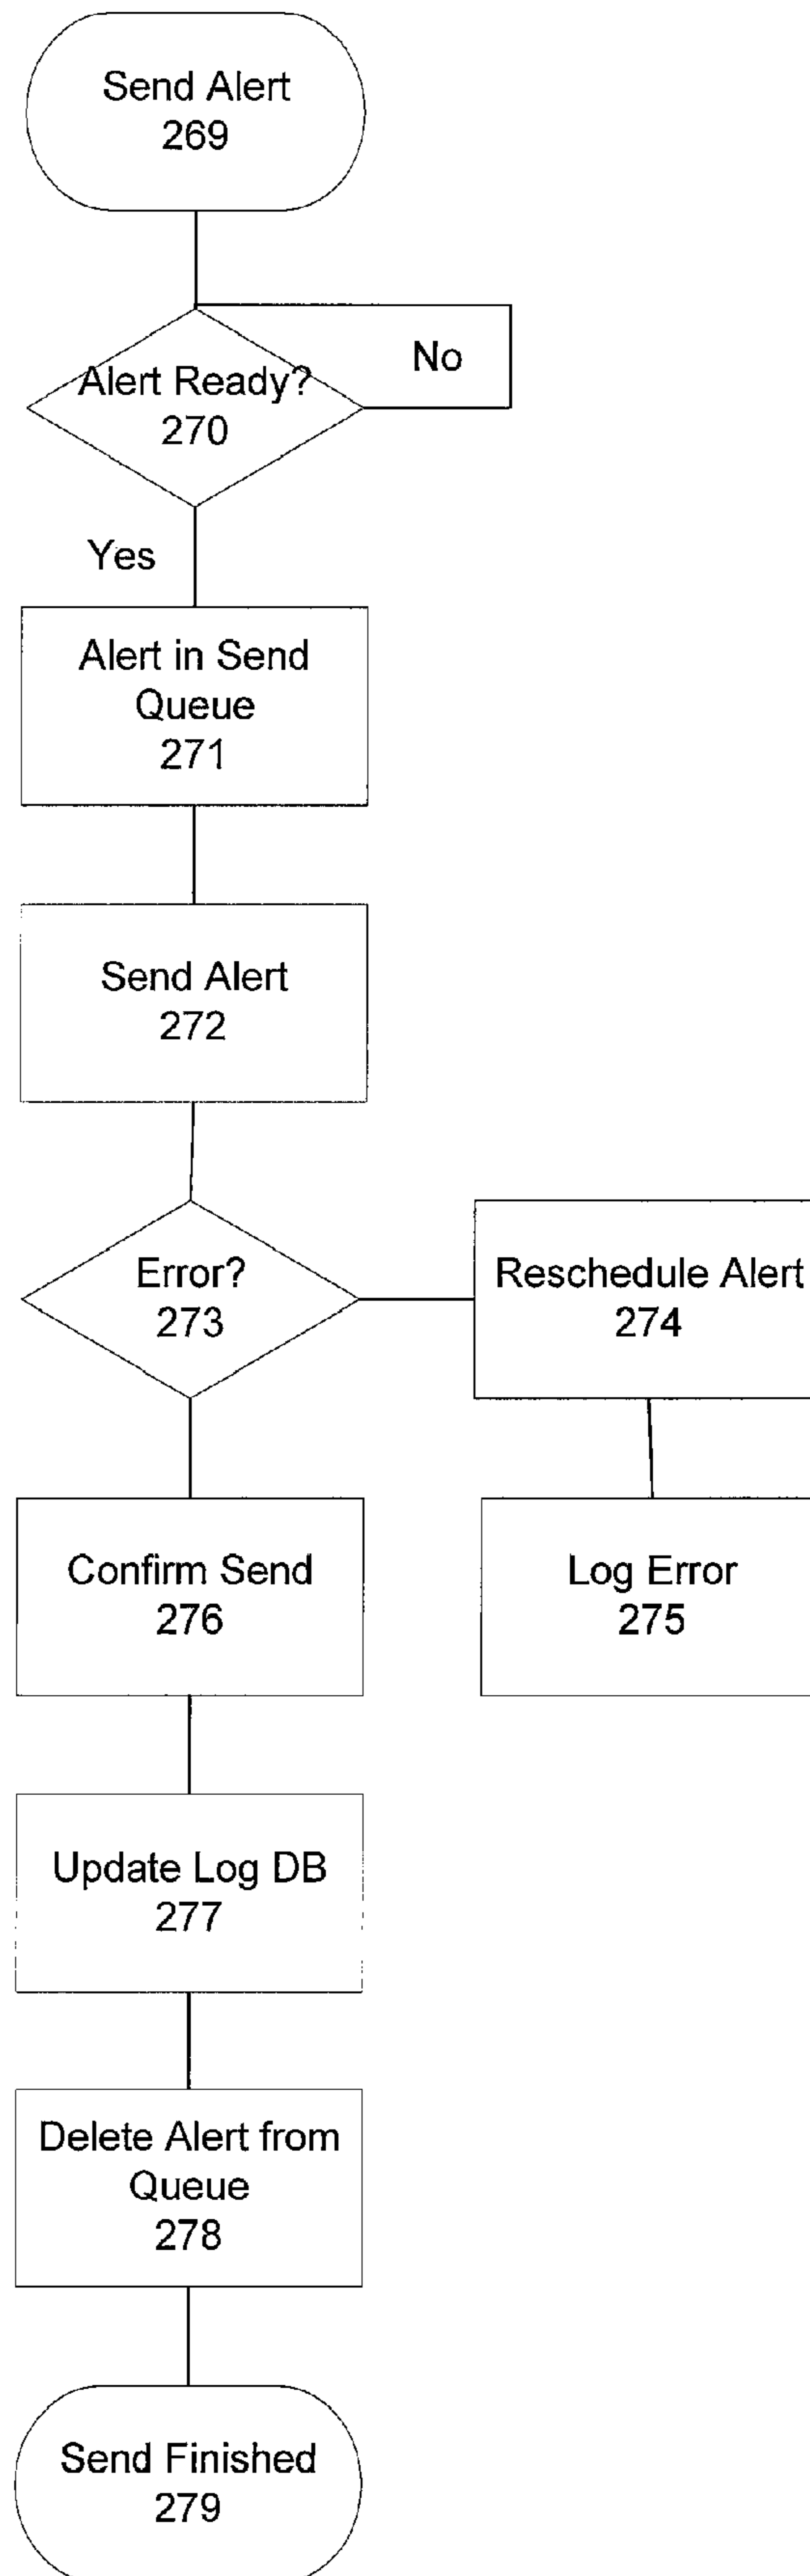 Send Alert
269
No
Alert Ready?
270
Yes
Alert in Send
Queue
271
Send Alert
272
Error?
273
Reschedule Alert
274
Confirm Send
276
Log Error
275
Update Log DB
277
Delete Alert from
Queue
278
Send Finished
279